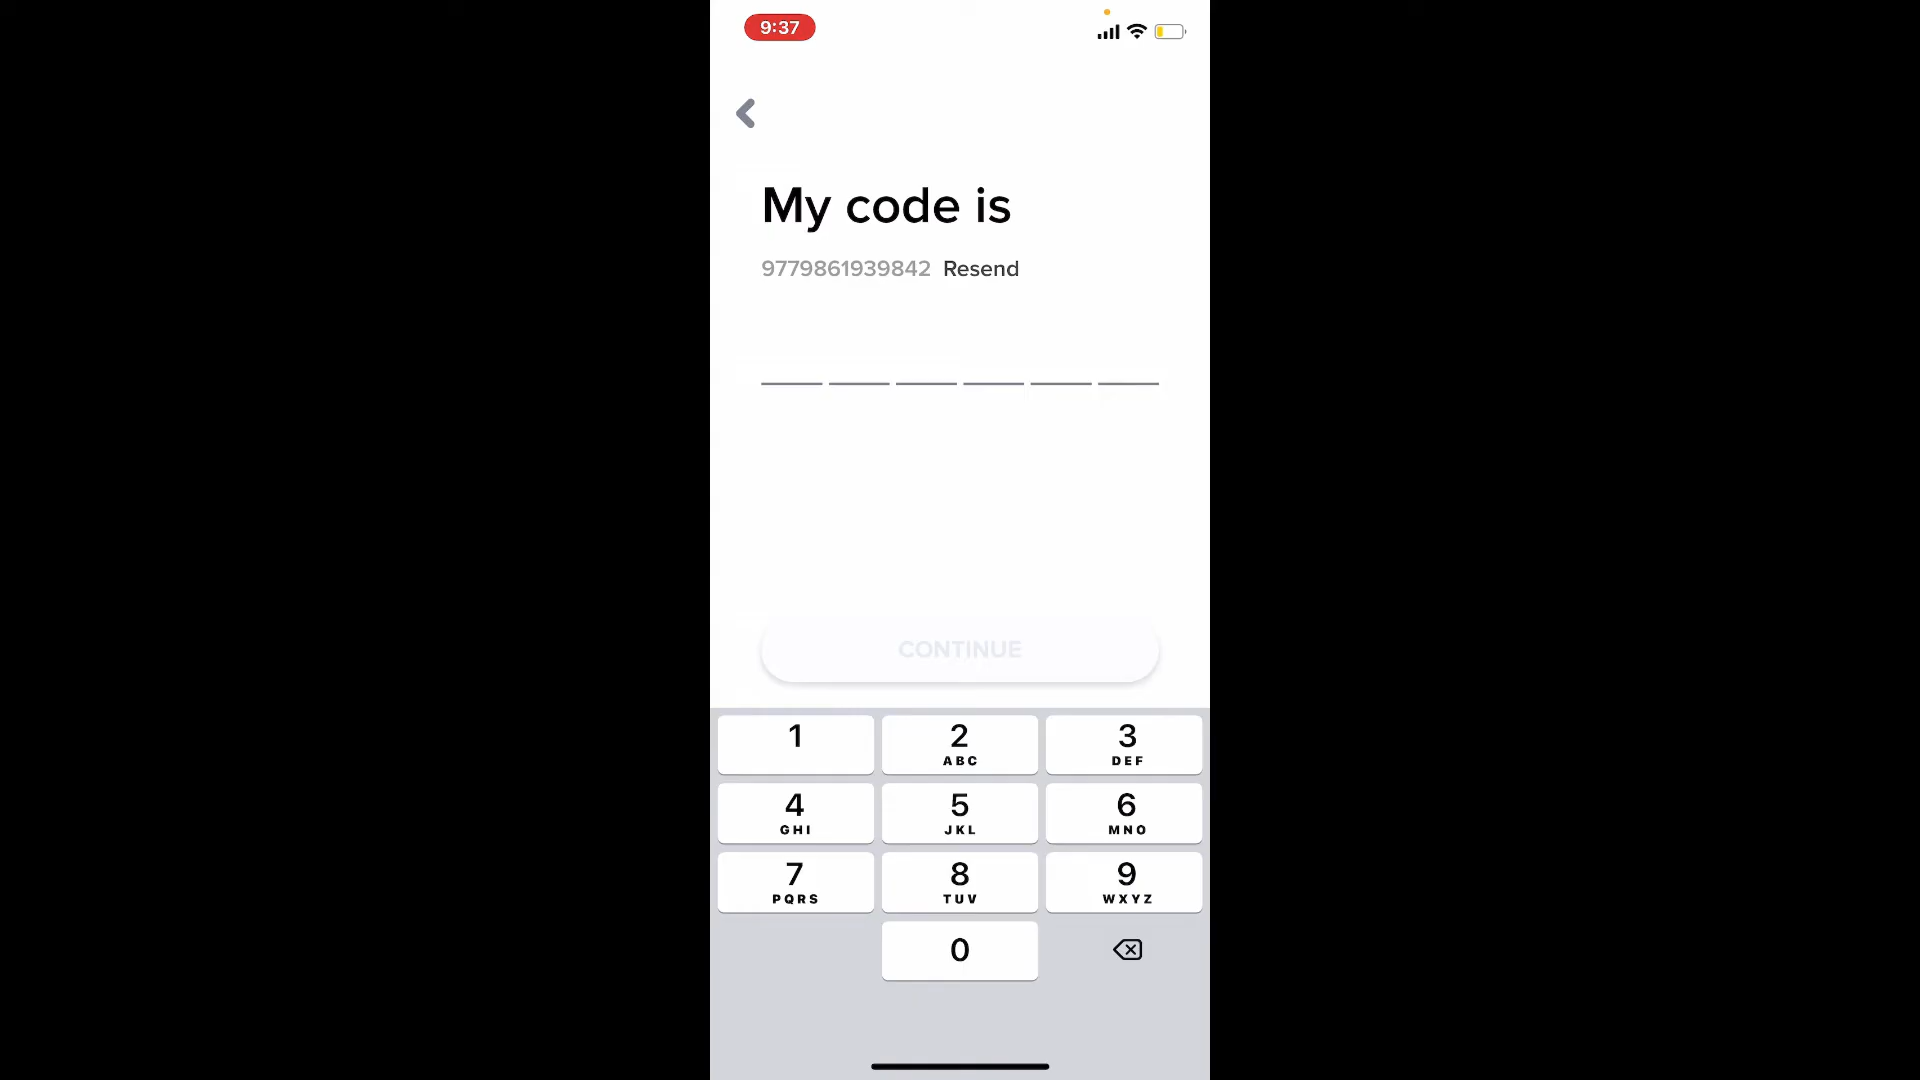 9:37
My code is
9779861939842 Resend
CONTINUE
1 2 3
ABC DEF
4 5 6
GHI JKL MNO
7 8 9
PQRS TUV WXYZ
0